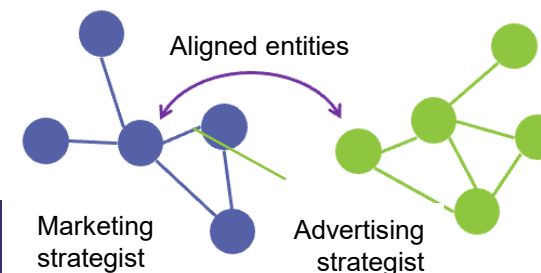 Aligned entities
Marketing
strategist
Advertising
strategist